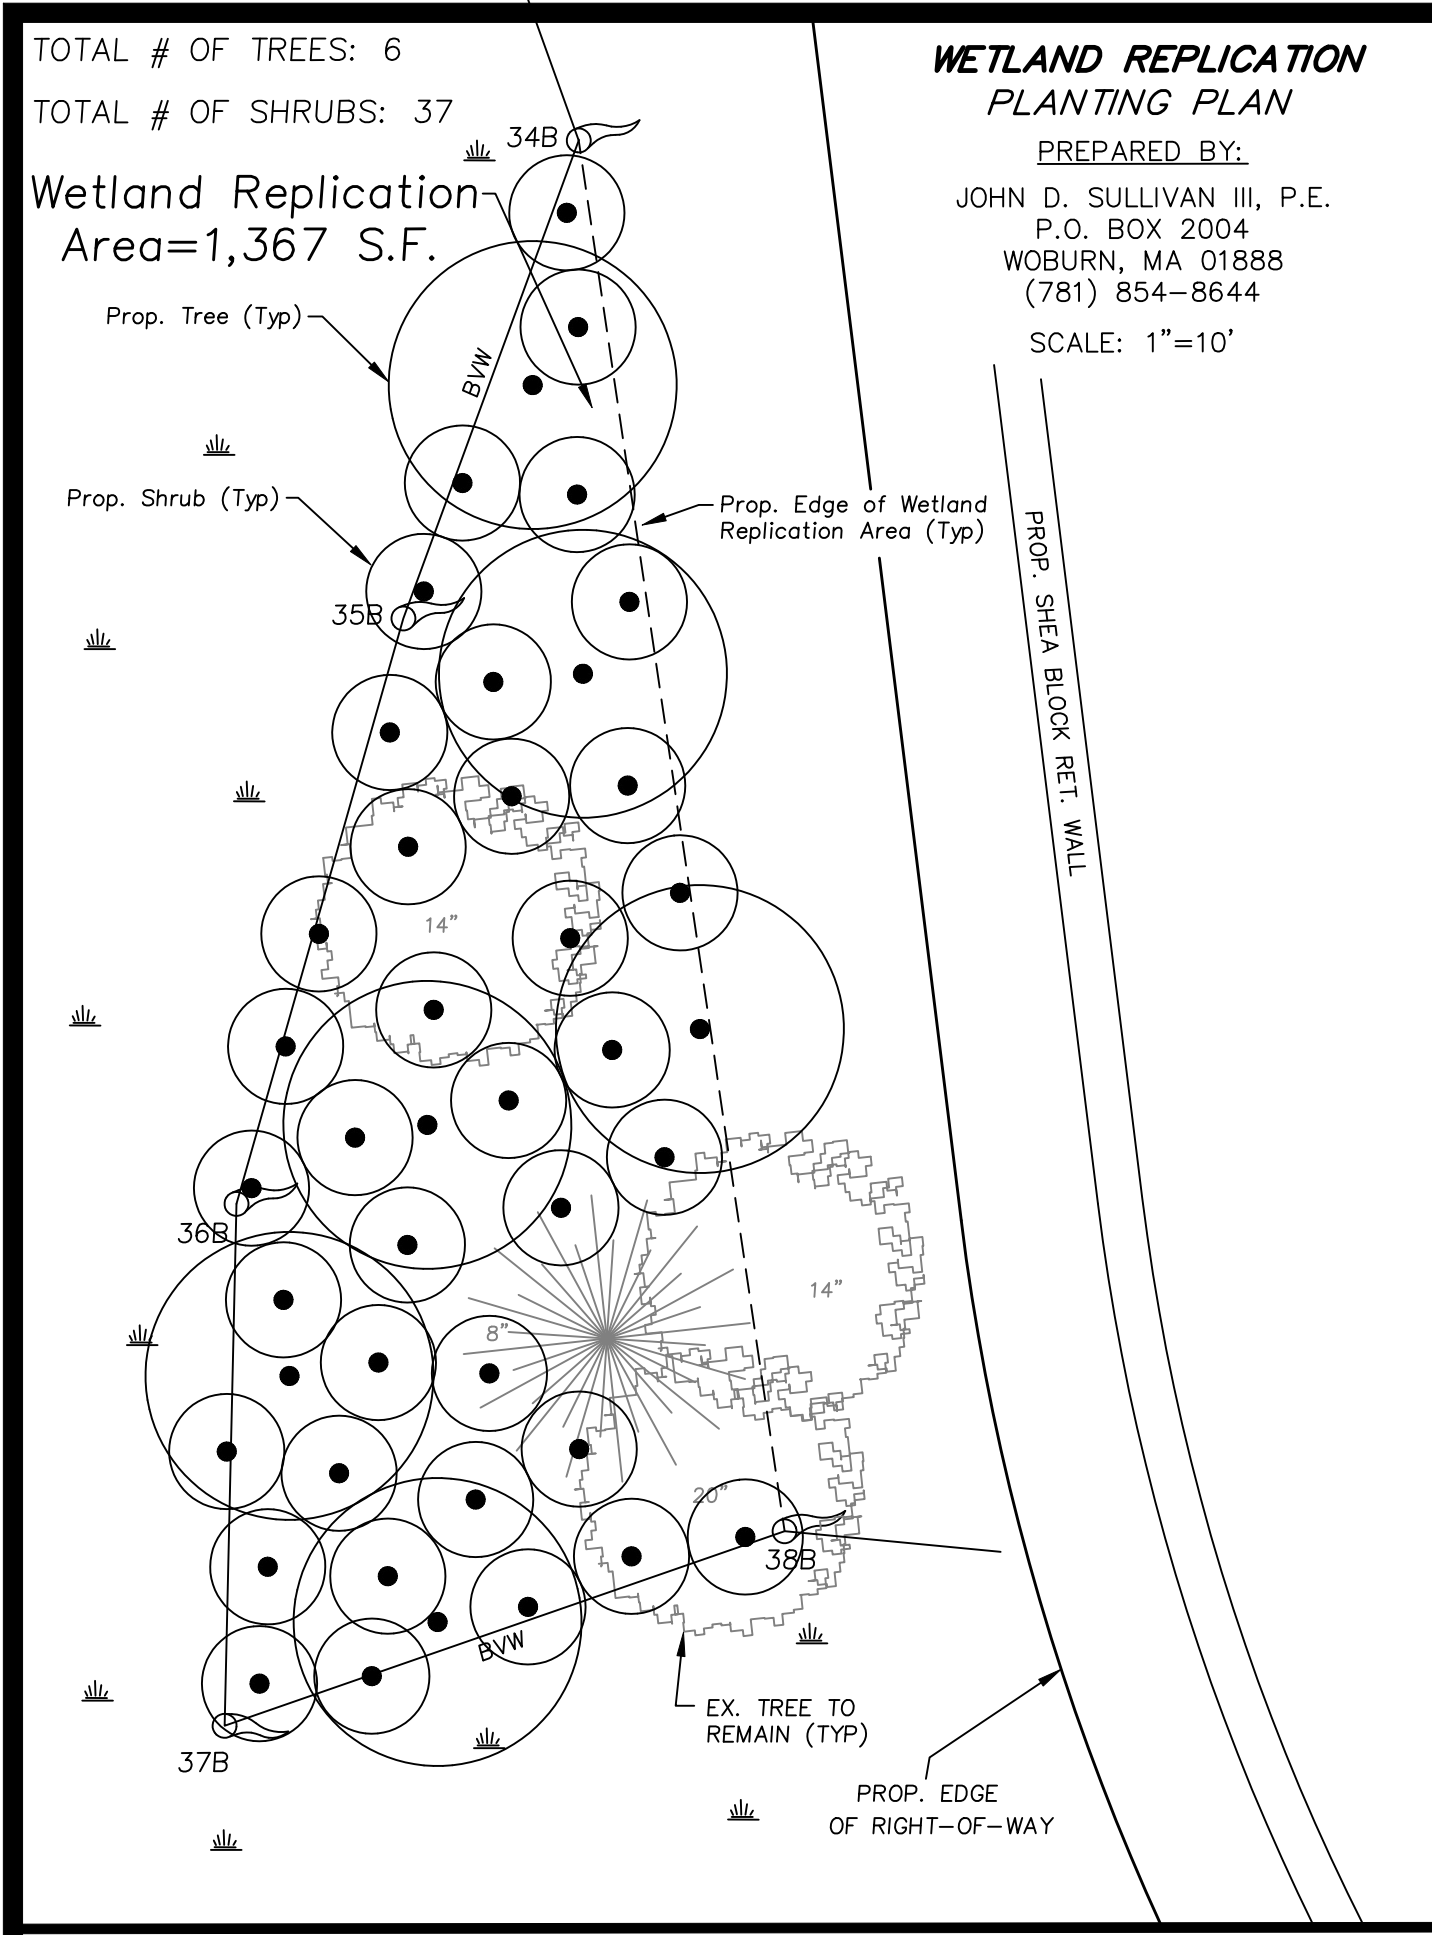 TOTAL # OF TREES: 6
TOTAL # OF SHRUBS: 37
WETLAND REPLICATION
PLANTING PLAN
PREPARED BY:
JOHN D. SULLIVAN III, P.E.
P.O. BOX 2004
WOBURN, MA 01888
(781) 854-8644
SCALE: 1"=10'
34B
Wetland Replication
Area=1,367 S.F.
Prop. Tree (Typ)
BVW
Prop. Shrub (Typ)
Prop. Edge of Wetland
Replication Area (Typ)
35B
PROP. SHEA BLOCK RET. WALL
14"
36B
14"
8"
20"
38B
BVW
37B
EX. TREE TO
REMAIN (TYP)
PROP. EDGE
OF RIGHT-OF-WAY